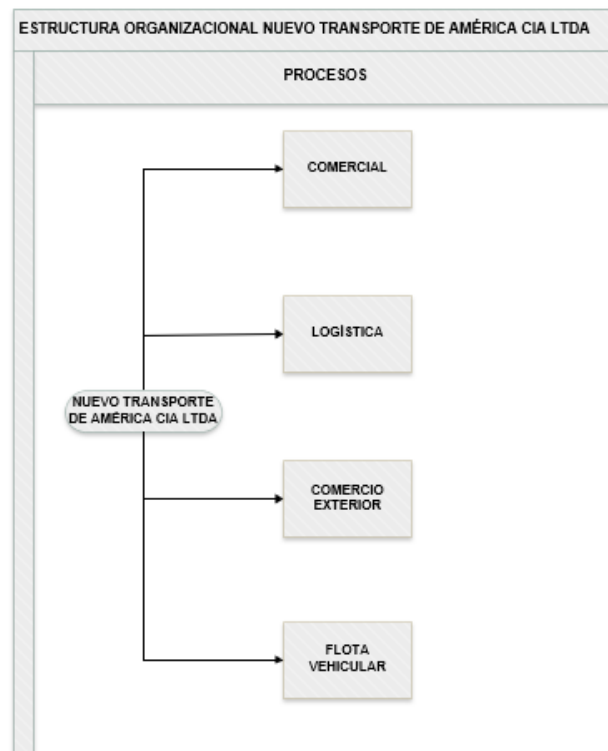 ESTRUCTURA ORGANIZACIONAL NUEVO TRANSPORTE DE AMÉRICA CIA LTDA
PROCESOS
COMERCIAL
LOGÍSTICA
NUEVO TRANSPORTE
DE AMÉRICA CIA LTDA
COMERCIO
EXTERIOR
FLOTA
VEHICULAR